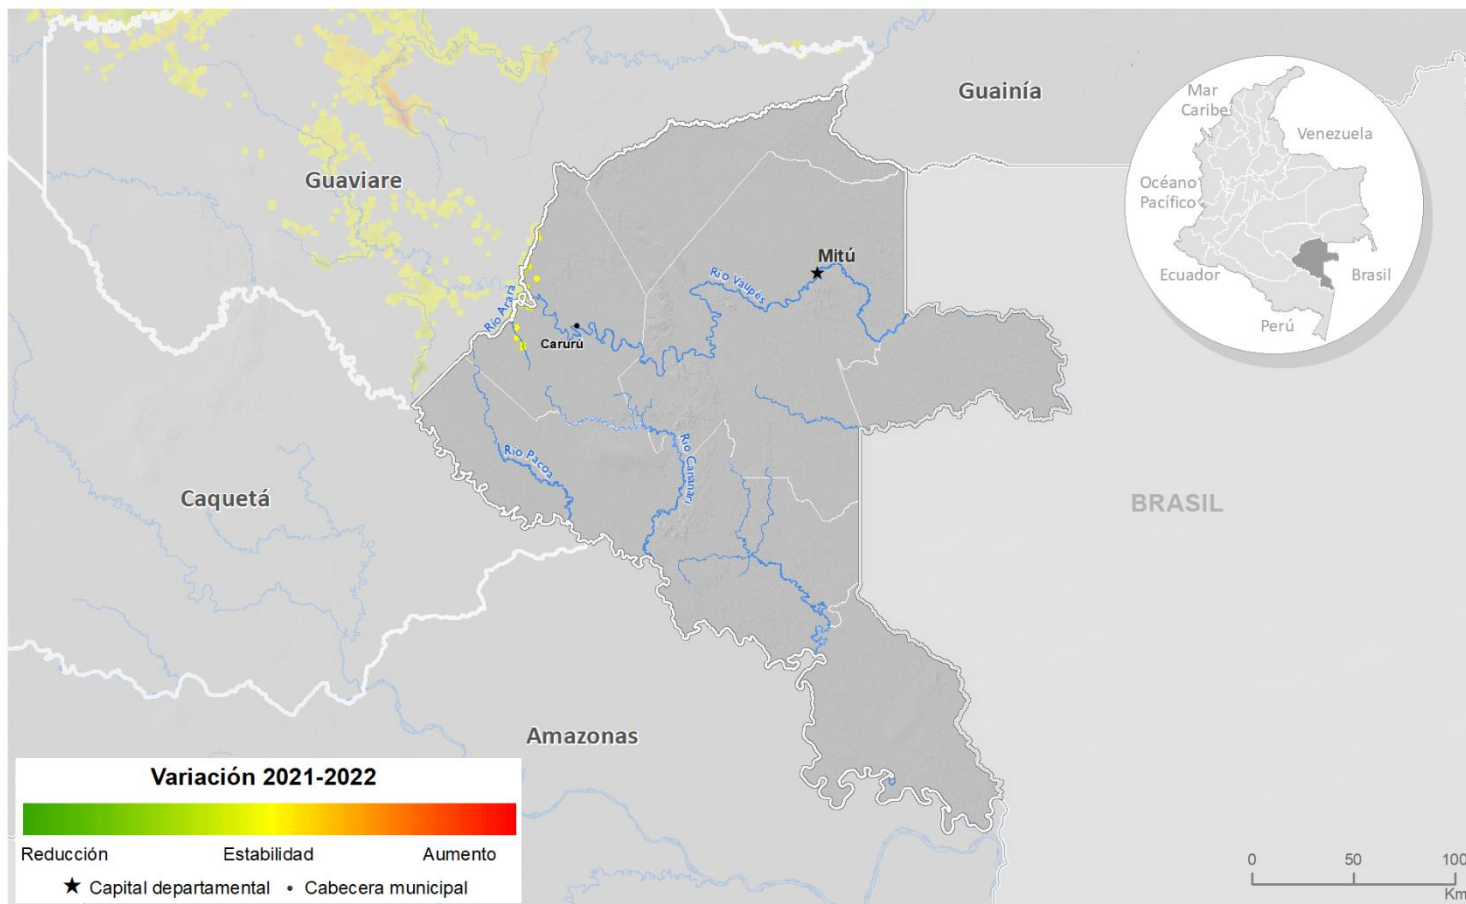 Guainía
Mar
Caribe
Venezuela
Océano
Pacífico
Ecuador
Brasil
Perú
Guaviare
Mitú
Río Vaupés
Río Arará
Carurú
Río Pacoa
Río Cananarí
Caquetá
BRASIL
Amazonas
Variación 2021-2022
Reducción
Estabilidad
Aumento
Capital departamental
Cabecera municipal
0
50
100
Km